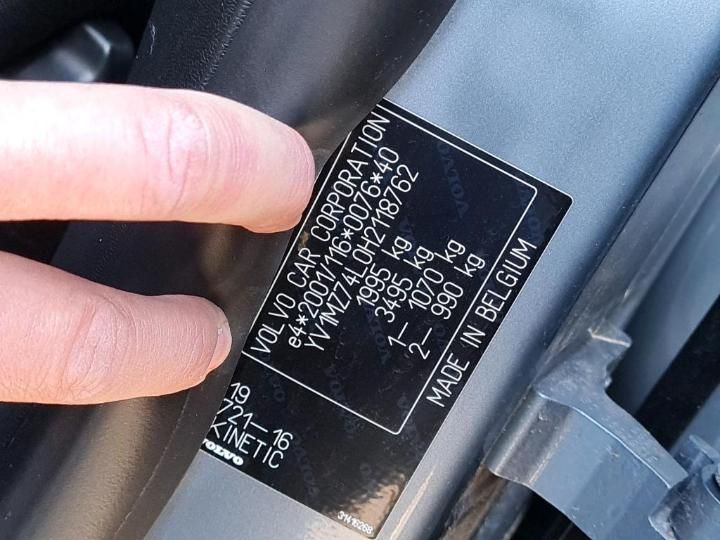 VOLVO CAR CORPORATION
e4*2001/116*0076*40
YV1MZ74L0H2118762
1995 kg
3495 kg
1– 1070 kg
2– 990 kg
MADE IN BELGIUM
19
721–16
KINETIC
VOLVO
31416268